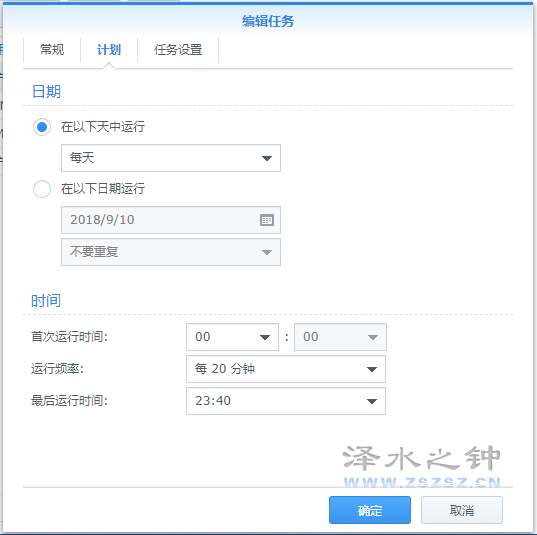 编辑任务
常规 计划 任务设置
日期
在以下天中运行
每天
在以下日期运行
2018/9/10
不要重复
时间
首次运行时间: 00 : 00
运行频率: 每 20 分钟
最后运行时间: 23:40
泽水之钟
WWW.ZSZSZ.CN
确定 取消